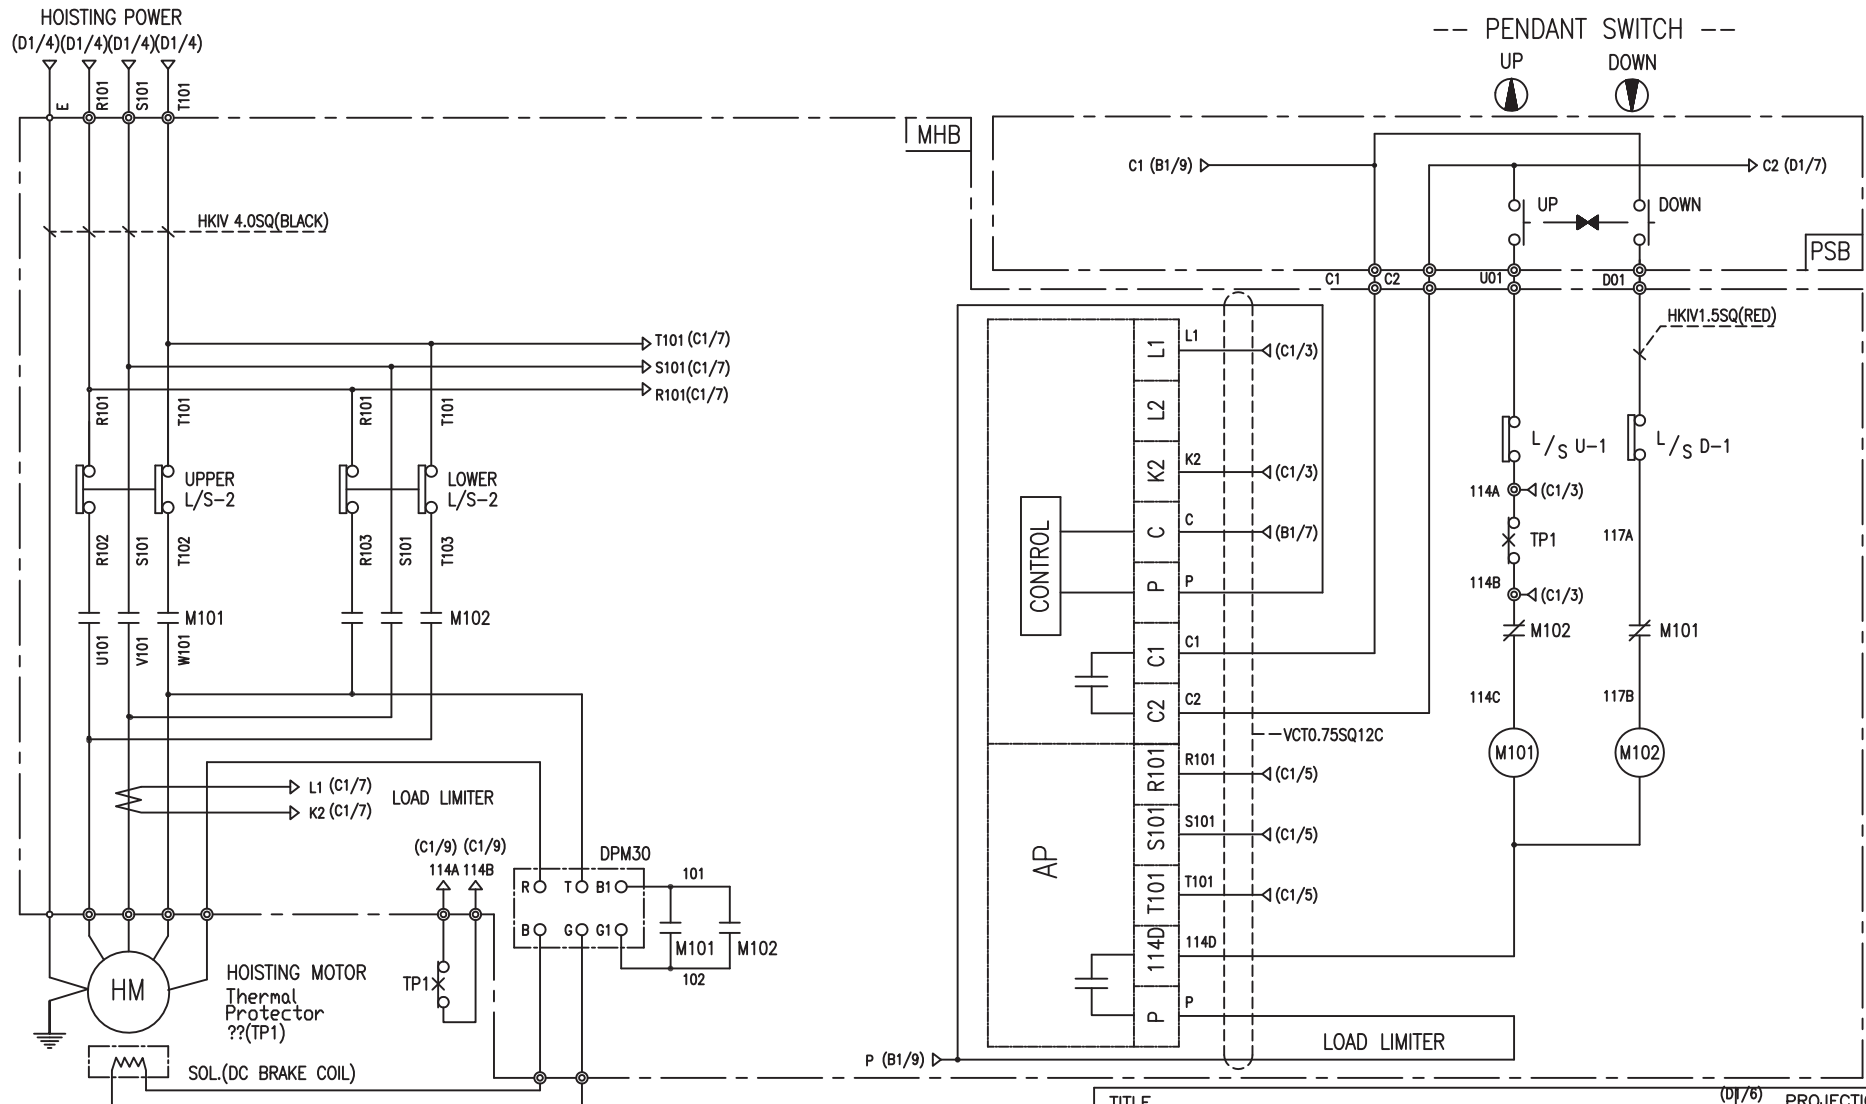 HOISTING POWER
(D1/4)(D1/4)(D1/4)(D1/4)
E
R101
S101
T101
MHB
HKIV 4.0SQ(BLACK)
T101 (C1/7)
S101(C1/7)
R101(C1/7)
R101
T101
R101
T101
UPPER
L/S-2
LOWER
L/S-2
R102
S101
T102
R103
S101
T103
M101
M102
U101
V101
W101
L1 (C1/7)
K2 (C1/7)
LOAD LIMITER
(C1/9) (C1/9)
114A 114B
DPM30
R
T
B1
B
G
G1
101
M101
M102
102
HM
HOISTING MOTOR
Thermal
Protector
??(TP1)
TP1
SOL.(DC BRAKE COIL)
-- PENDANT SWITCH --
UP
DOWN
C1 (B1/9)
C2 (D1/7)
UP
DOWN
PSB
C1
C2
U01
D01
HKIV1.5SQ(RED)
L1
L1
(C1/3)
L2
K2
K2
(C1/3)
CONTROL
C
C
(B1/7)
P
P
C1
C1
C2
C2
VCT0.75SQ12C
AP
R101
R101
(C1/5)
S101
S101
(C1/5)
T101
T101
(C1/5)
114D
114D
P
P
LOAD LIMITER
P (B1/9)
L/S U-1
L/S D-1
114A
(C1/3)
TP1
117A
114B
(C1/3)
M102
M101
114C
117B
M101
M102
TITLE
(D1/6)
PROJECTIO